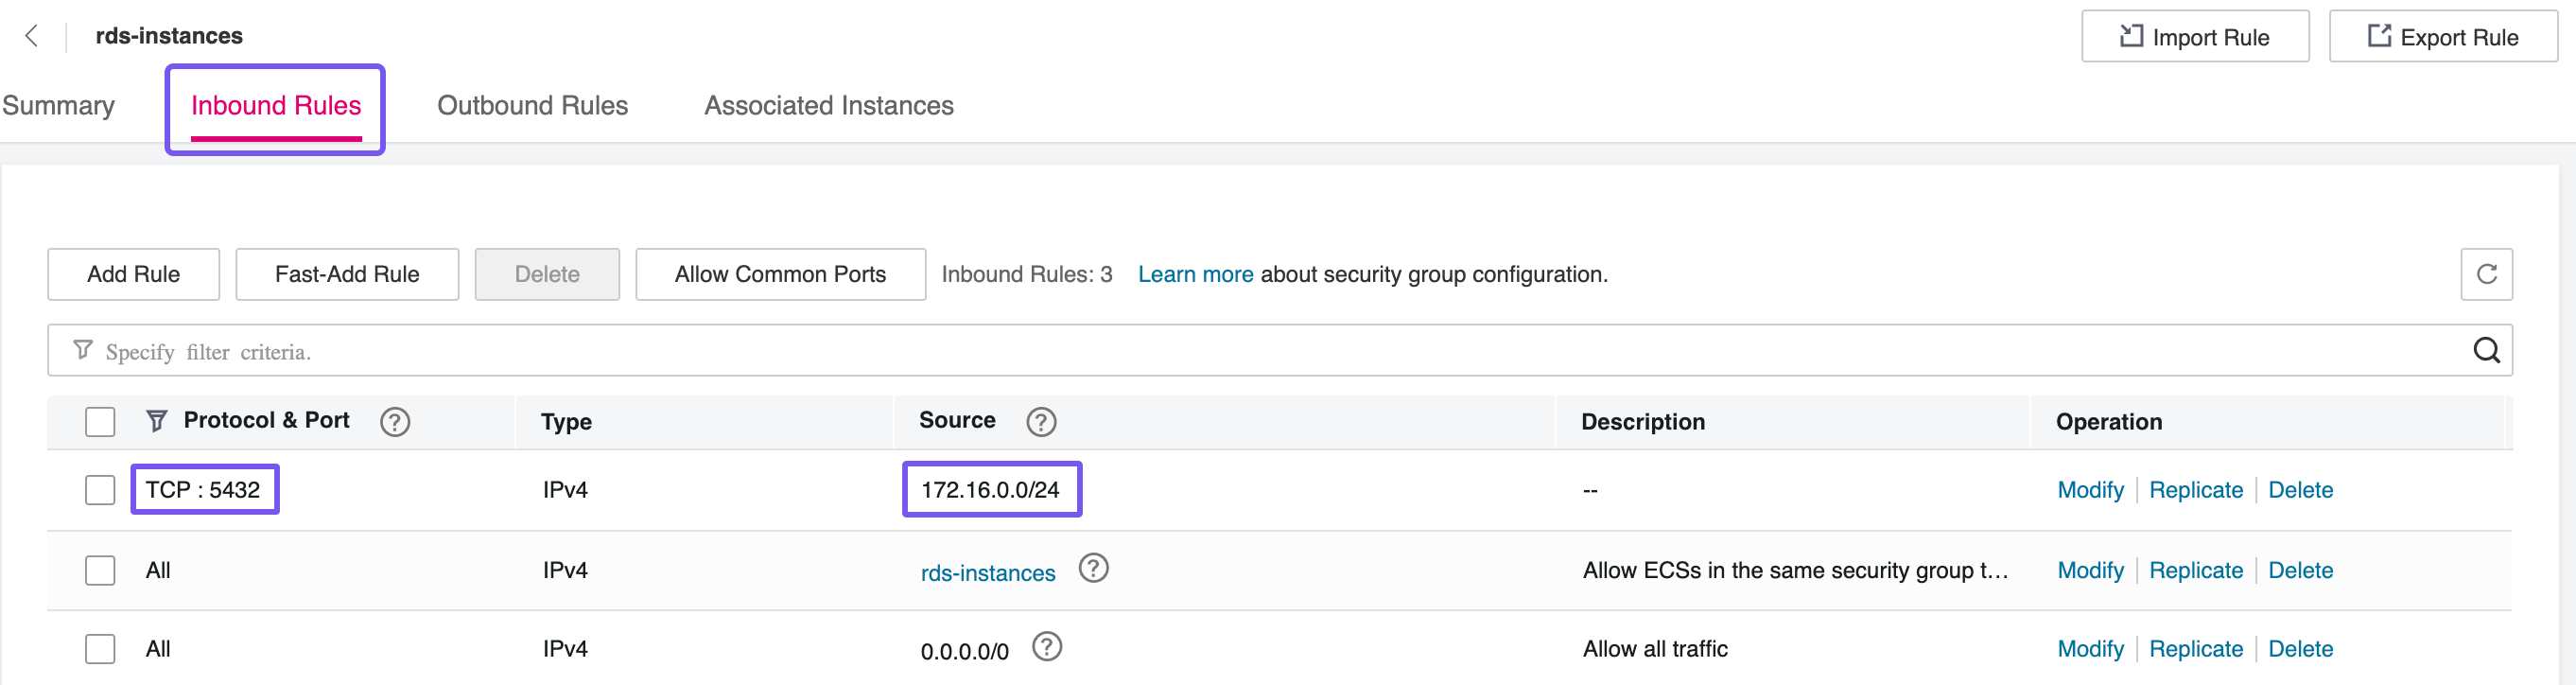 rds-instances
Import Rule
Export Rule
Summary
Inbound Rules
Outbound Rules
Associated Instances
Add Rule
Fast-Add Rule
Delete
Allow Common Ports
Inbound Rules: 3
Learn more about security group configuration.
Specify filter criteria.
Protocol & Port
Type
Source
Description
Operation
TCP : 5432
IPv4
172.16.0.0/24
--
Modify
Replicate
Delete
All
IPv4
rds-instances
Allow ECSs in the same security group t...
Modify
Replicate
Delete
All
IPv4
0.0.0.0/0
Allow all traffic
Modify
Replicate
Delete